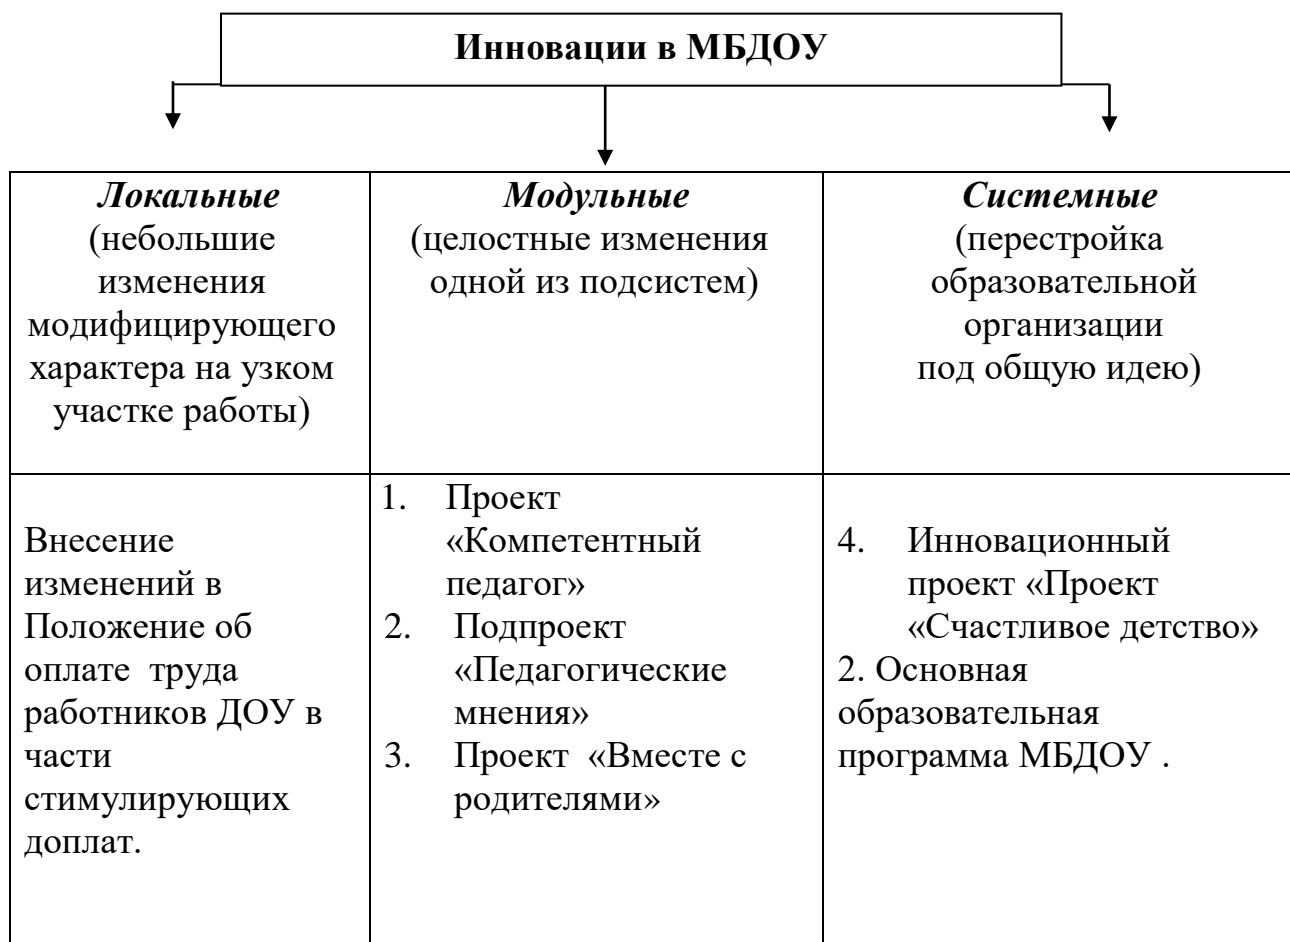 Инновации в МБДОУ
Локальные
(небольшие
изменения
модифицирующего
характера на узком
участке работы)
Модульные
(целостные изменения
одной из подсистем)
Системные
(перестройка
образовательной
организации
под общую идею)
Внесение
изменений в
Положение об
оплате  труда
работников ДОУ в
части
стимулирующих
доплат.
1. Проект
«Компетентный
педагог»
2. Подпроект
«Педагогические
мнения»
3. Проект  «Вместе с
родителями»
4. Инновационный
проект «Проект
«Счастливое детство»
2. Основная
образовательная
программа МБДОУ .